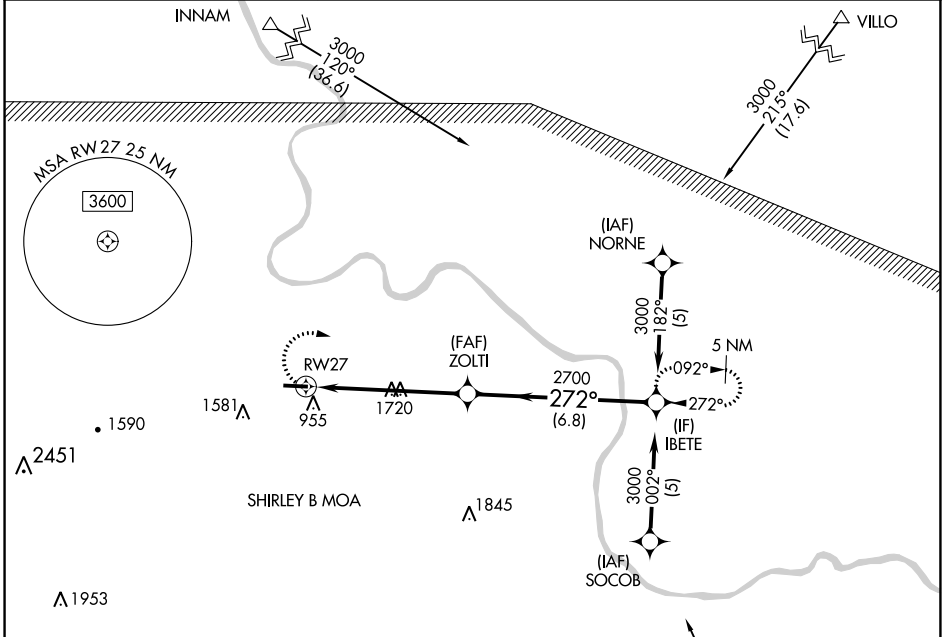 INNAM
3000
120°
(36.6)
VILLO
3000
215°
(17.6)
MSA RW27 25 NM
3600
(IAF)
NORNE
3000
182°
(5)
5 NM
092°
272°
(FAF)
ZOLTI
RW27
2700
272°
(6.8)
(IF)
IBETE
1720
955
1581
1590
2451
SHIRLEY B MOA
1845
3000
002°
(5)
(IAF)
SOCOB
1953